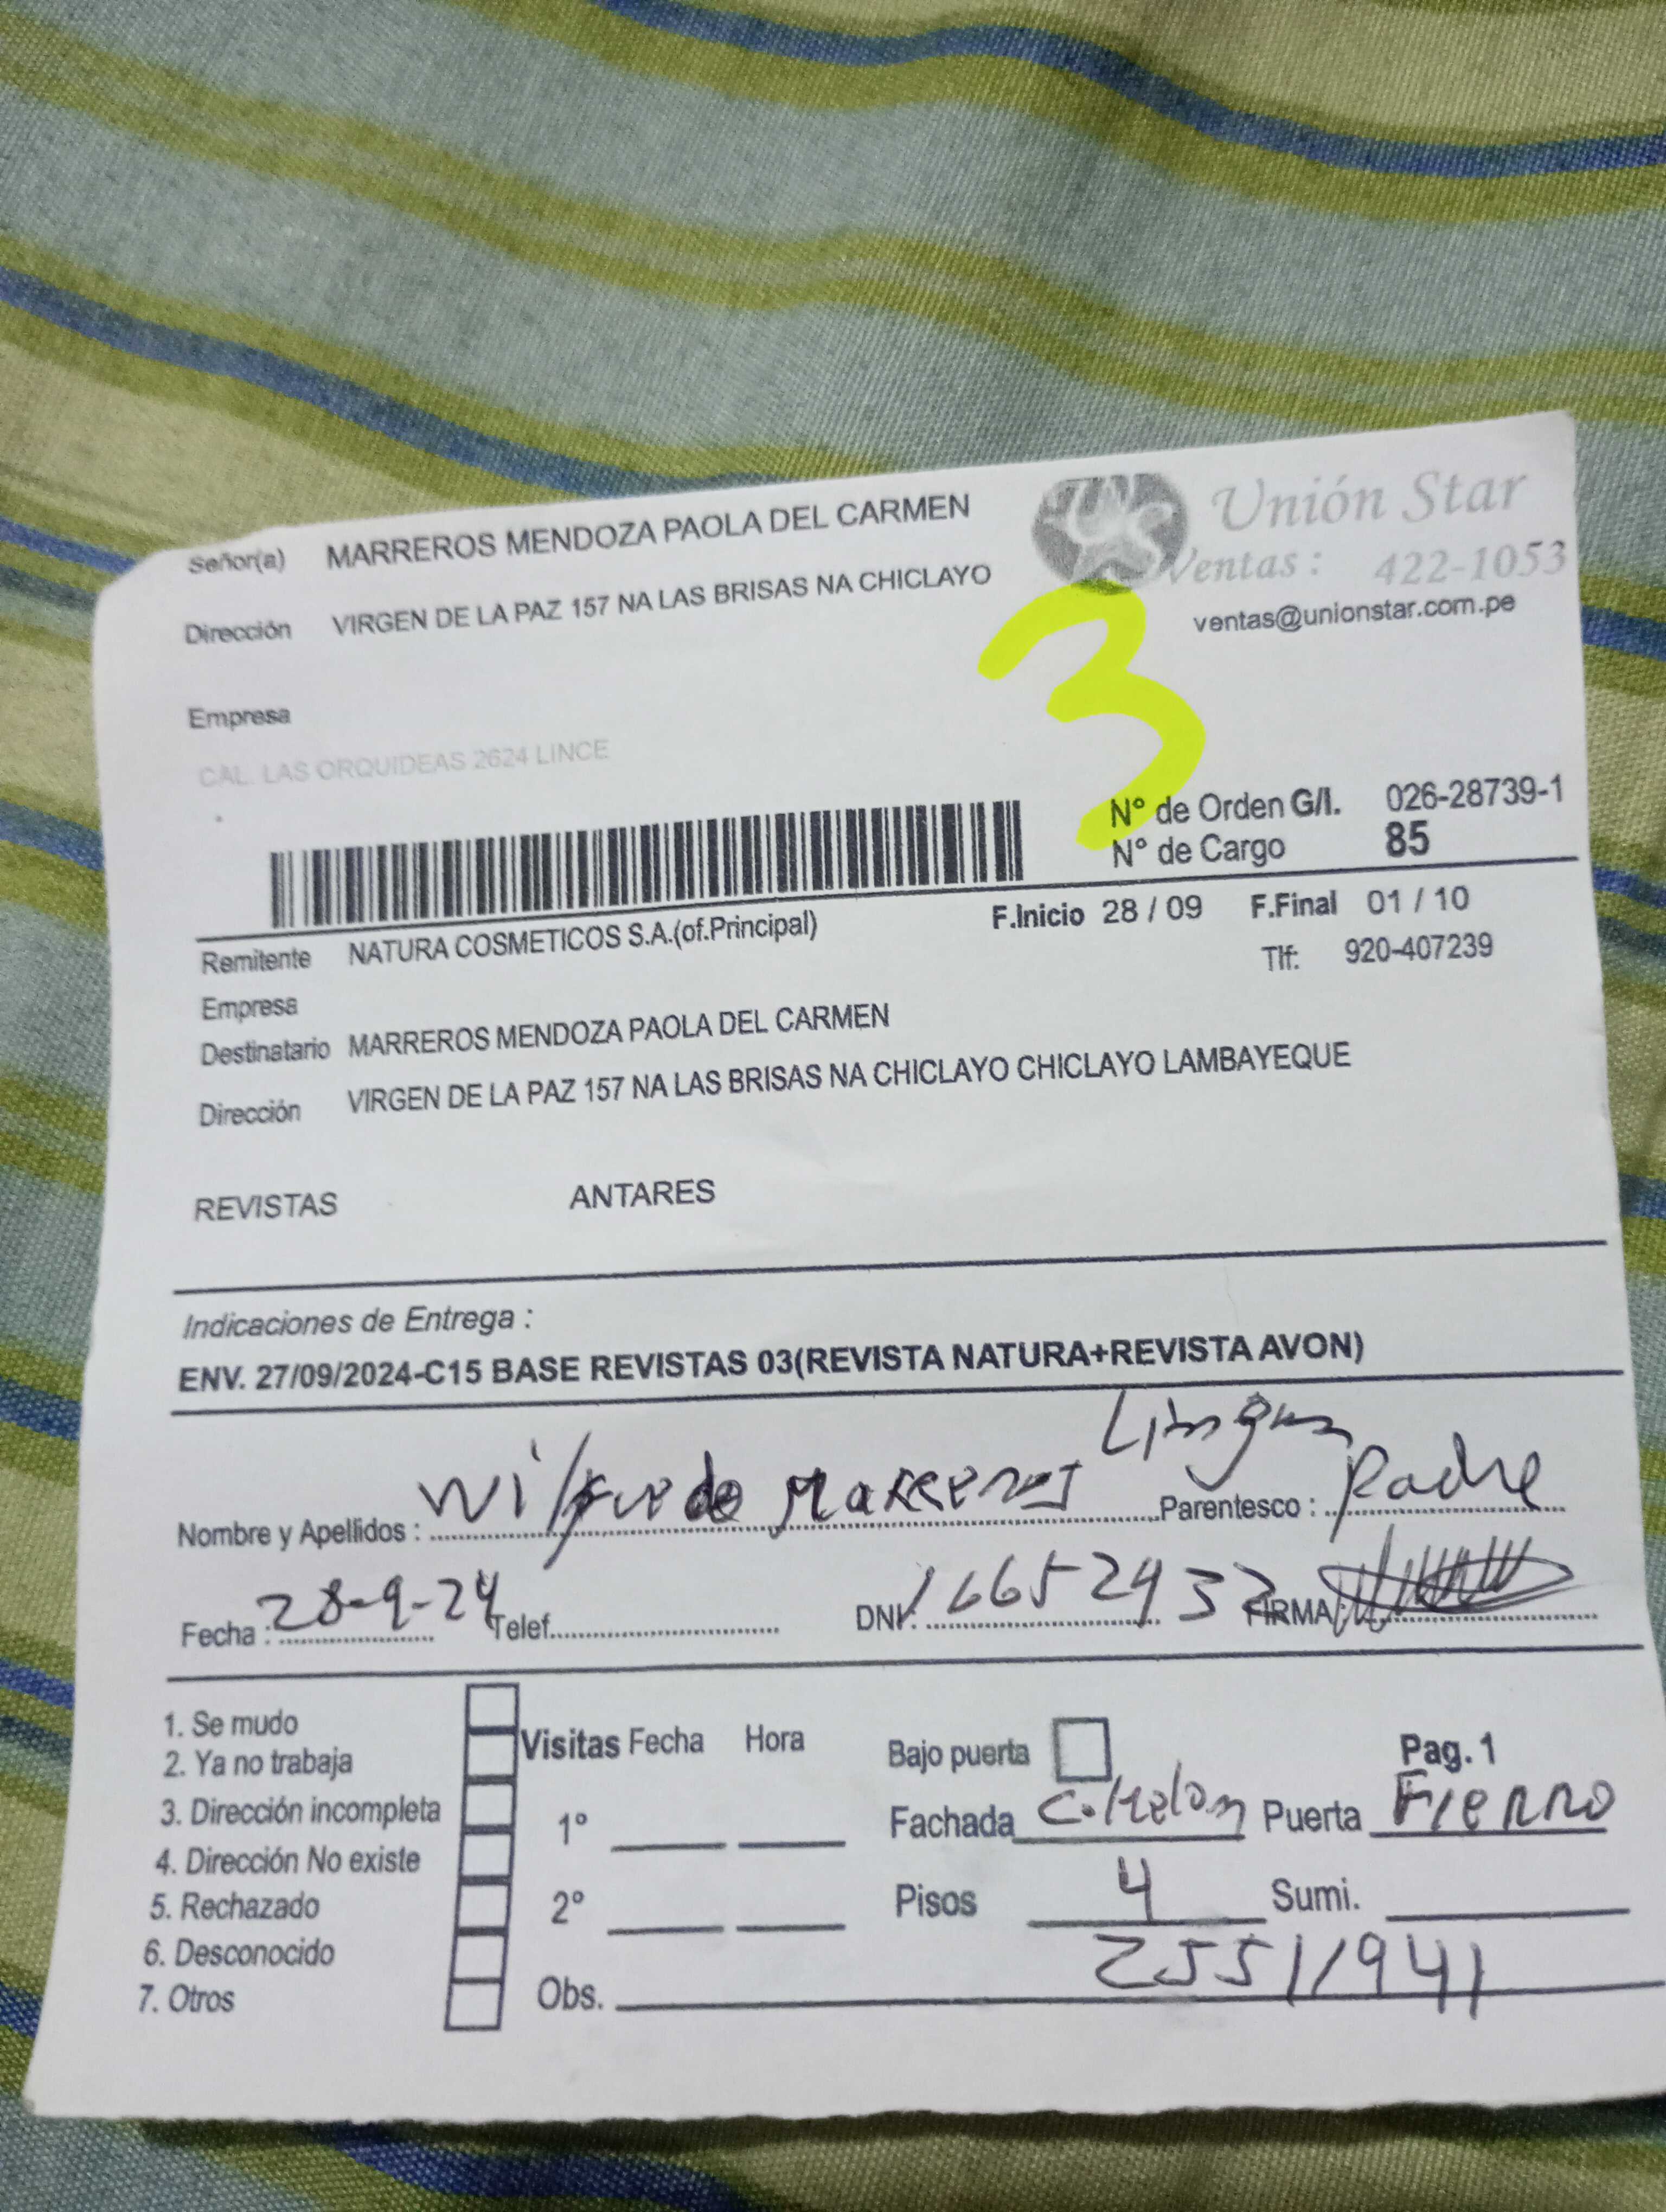 Señor(a) MARREROS MENDOZA PAOLA DEL CARMEN
Unión Star
Ventas : 422-1053
ventas@unionstar.com.pe
Dirección VIRGEN DE LA PAZ 157 NA LAS BRISAS NA CHICLAYO
3
Empresa
CAL. LAS ORQUIDEAS 2624 LINCE
N° de Orden G/I. 026-28739-1
N° de Cargo 85
F.Inicio 28 / 09 F.Final 01 / 10
Remitente NATURA COSMETICOS S.A.(of.Principal)
Tlf: 920-407239
Empresa
Destinatario MARREROS MENDOZA PAOLA DEL CARMEN
Dirección VIRGEN DE LA PAZ 157 NA LAS BRISAS NA CHICLAYO CHICLAYO LAMBAYEQUE
REVISTAS ANTARES
Indicaciones de Entrega :
ENV. 27/09/2024-C15 BASE REVISTAS 03(REVISTA NATURA+REVISTA AVON)
Nombre y Apellidos : Wilfredo Marreros Parentesco : Padre
Fecha : 28-9-24 Telef. DNI: 16652932 FIRMA:
1. Se mudo
2. Ya no trabaja
3. Dirección incompleta
4. Dirección No existe
5. Rechazado
6. Desconocido
7. Otros
Visitas Fecha Hora
1°
2°
Obs. 25511941
Bajo puerta Pag. 1
Fachada Puerta Fierro
Pisos 4 Sumi.